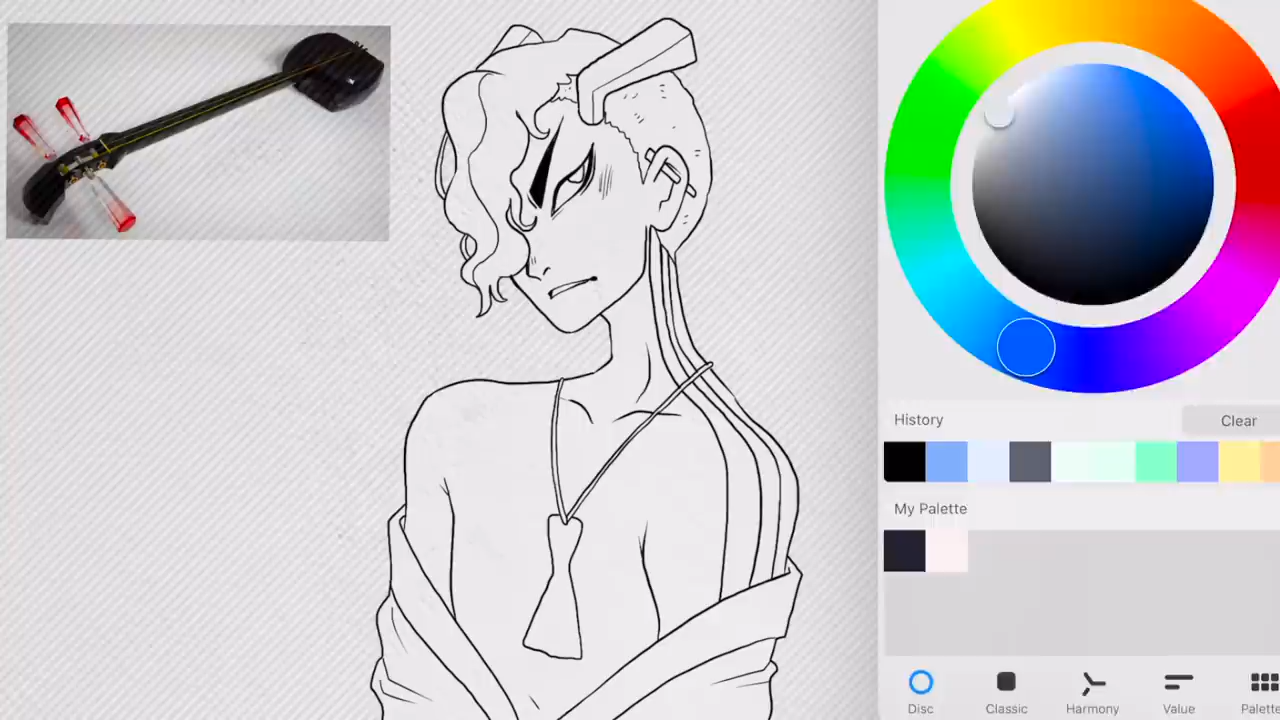 History
Clear
My Palette
Disc
Classic
Harmony
Value
Palette